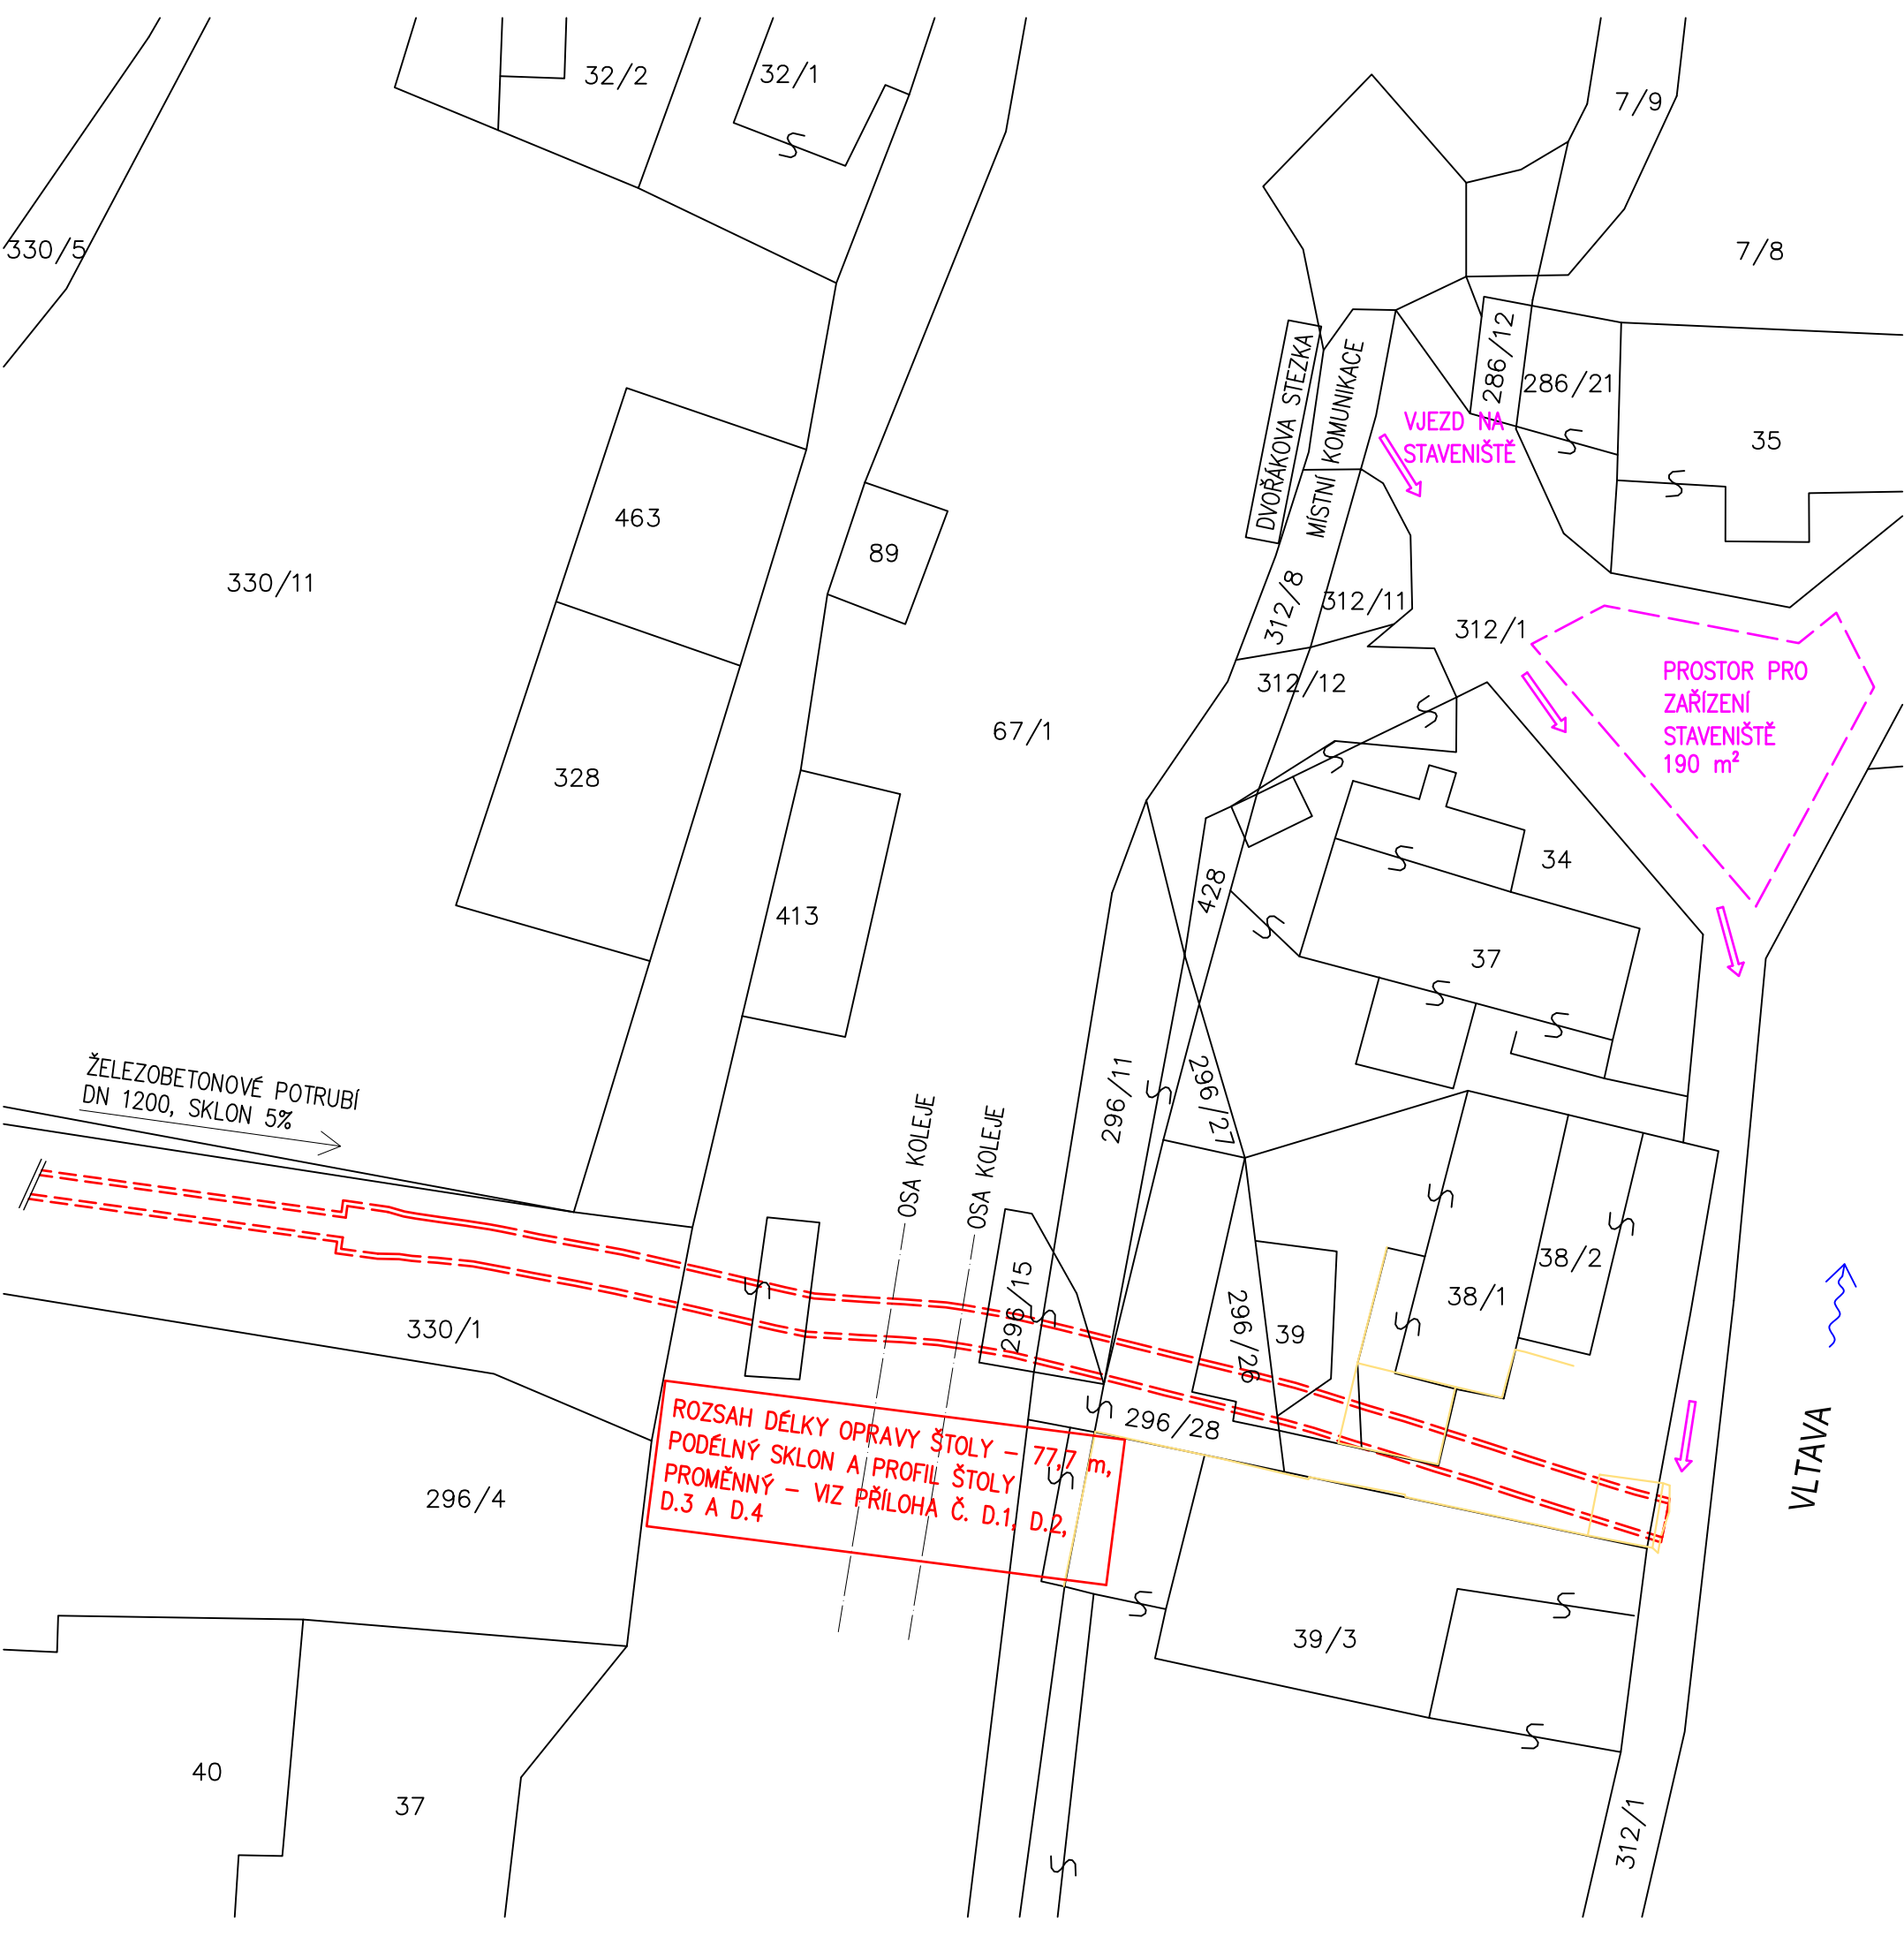 32/2
32/1
7/9
330/5
7/8
286/12
286/21
DVOŘÁKOVA STEZKA
MÍSTNÍ KOMUNIKACE
VJEZD NA
STAVENIŠTĚ
35
463
89
330/11
312/8
312/11
312/1
312/12
PROSTOR PRO
ZAŘÍZENÍ
STAVENIŠTĚ
190 m²
67/1
328
34
428
413
37
ŽELEZOBETONOVÉ POTRUBÍ
DN 1200, SKLON 5%
OSA KOLEJE
OSA KOLEJE
296/11
296/27
38/2
38/1
296/15
296/26
39
330/1
296/28
ROZSAH DÉLKY OPRAVY ŠTOLY – 77,7 m,
PODÉLNÝ SKLON A PROFIL ŠTOLY
PROMĚNNÝ – VIZ PŘÍLOHA Č. D.1, D.2,
D.3 A D.4
VLTAVA
296/4
39/3
40
37
312/1